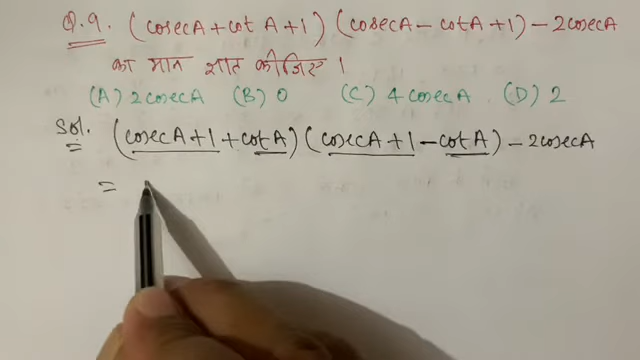 Q.9. (cosecA + cot A + 1) (cosecA - cotA + 1) - 2cosecA
का मान ज्ञात कीजिए ।
(A) 2cosecA (B) 0 (C) 4cosecA (D) 2
Sol. (cosecA + 1 + cotA) (cosecA + 1 - cotA) - 2cosecA
=